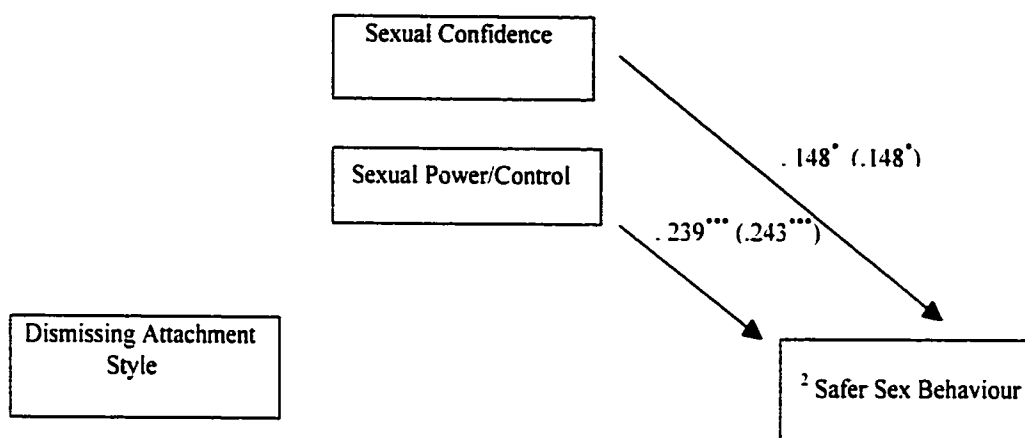 Sexual Confidence
.148* (.148*)
Sexual Power/Control
.239*** (.243***)
Dismissing Attachment
Style
² Safer Sex Behaviour